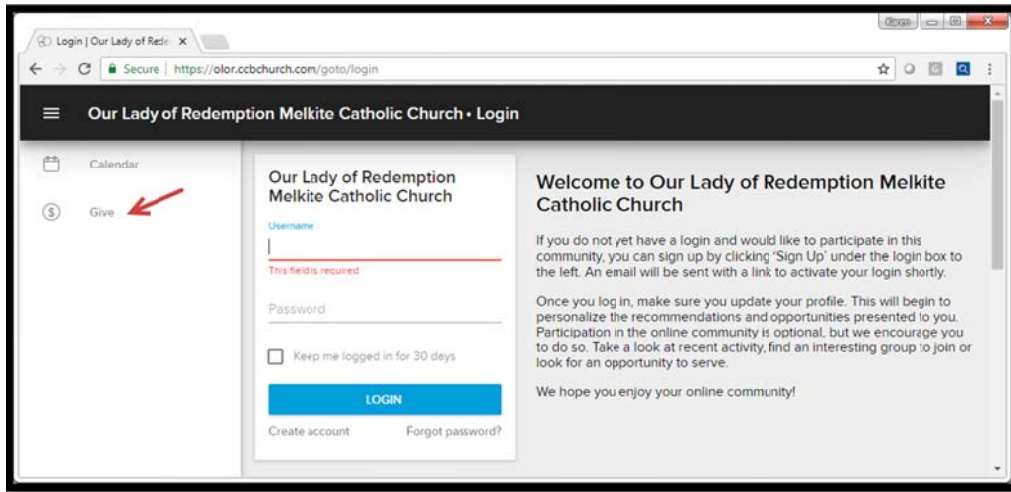 Login | Our Lady of Rede
Secure | https://olor.ccbchurch.com/goto/login
Our Lady of Redemption Melkite Catholic Church • Login
Calendar
Give
Our Lady of Redemption
Melkite Catholic Church
Username
This field is required
Password
Keep me logged in for 30 days
LOGIN
Create account Forgot password?
Welcome to Our Lady of Redemption Melkite
Catholic Church
If you do not yet have a login and would like to participate in this
community, you can sign up by clicking 'Sign Up' under the login box to
the left. An email will be sent with a link to activate your login shortly.
Once you log in, make sure you update your profile. This will begin to
personalize the recommendations and opportunities presented to you.
Participation in the online community is optional, but we encourage you
to do so. Take a look at recent activity, find an interesting group to join or
look for an opportunity to serve.
We hope you enjoy your online community!